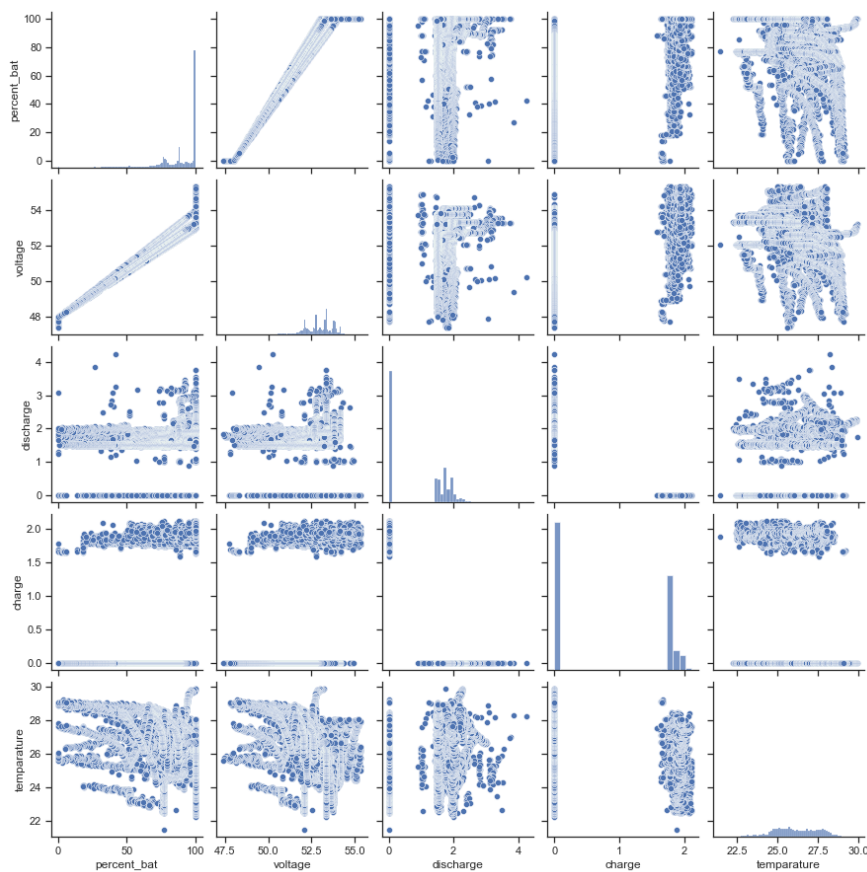 100
80
60
40
20
0
percent_bat
54
52
50
48
voltage
4
3
2
1
0
discharge
2.0
1.5
1.0
0.5
0.0
charge
30
28
26
24
22
temparature
0 50 100
percent_bat
47.5 50.0 52.5 55.0
voltage
0 2 4
discharge
0 1 2
charge
22.5 25.0 27.5 30.0
temparature